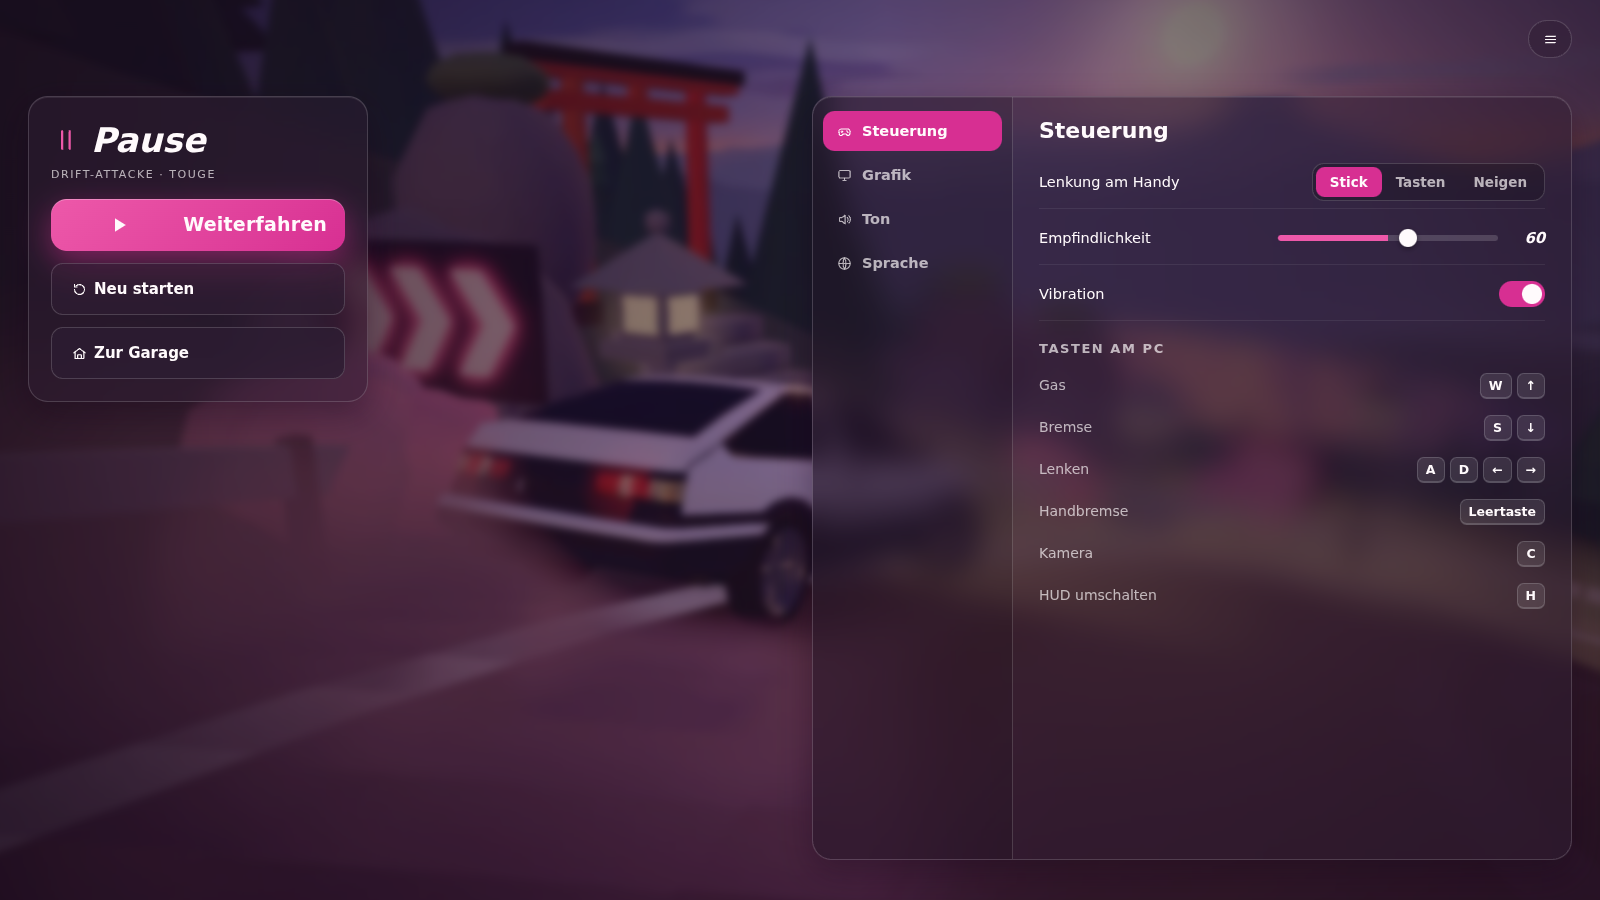 Pause
DRIFT-ATTACKE · TOUGE
Weiterfahren
Neu starten
Zur Garage
Steuerung
Grafik
Ton
Sprache
Steuerung
Lenkung am Handy Stick Tasten Neigen
Empfindlichkeit 60
Vibration
TASTEN AM PC
Gas W ↑
Bremse S ↓
Lenken A D ← →
Handbremse Leertaste
Kamera C
HUD umschalten H